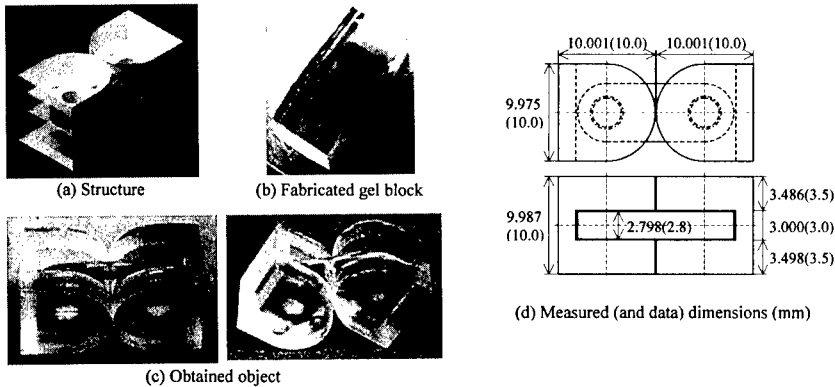 (a) Structure
(b) Fabricated gel block
(c) Obtained object
10.001(10.0)
10.001(10.0)
9.975
(10.0)
9.987
(10.0)
2.798(2.8)
3.486(3.5)
3.000(3.0)
3.498(3.5)
(d) Measured (and data) dimensions (mm)